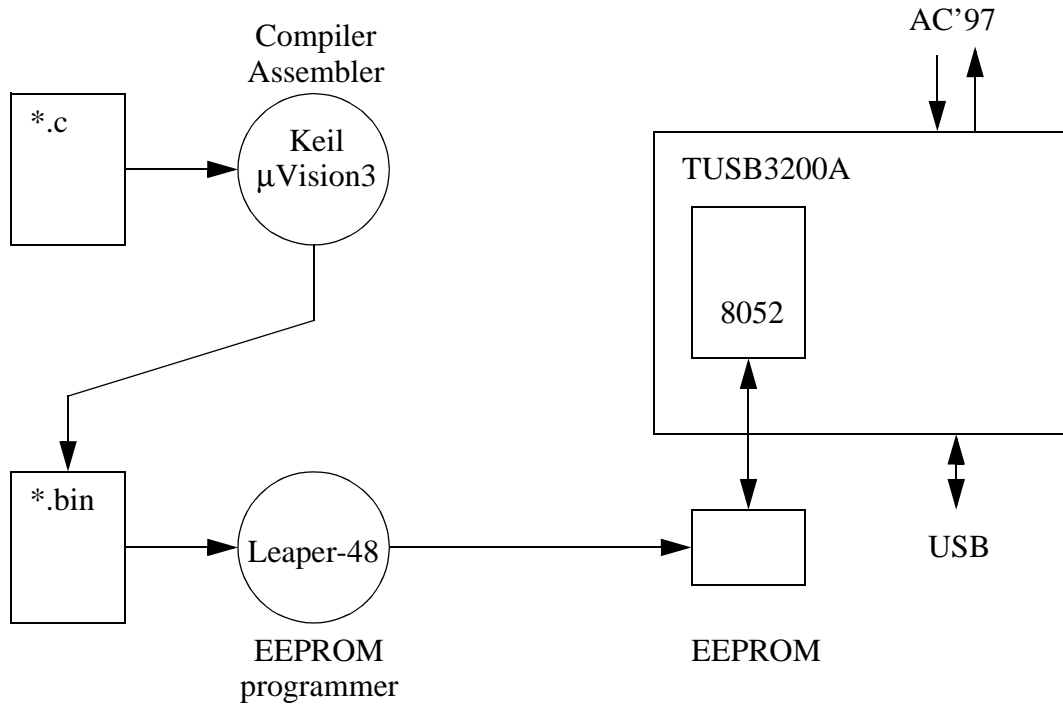 AC’97
Compiler
Assembler
*.c
Keil
µVision3
TUSB3200A
8052
*.bin
Leaper-48
USB
EEPROM
programmer
EEPROM